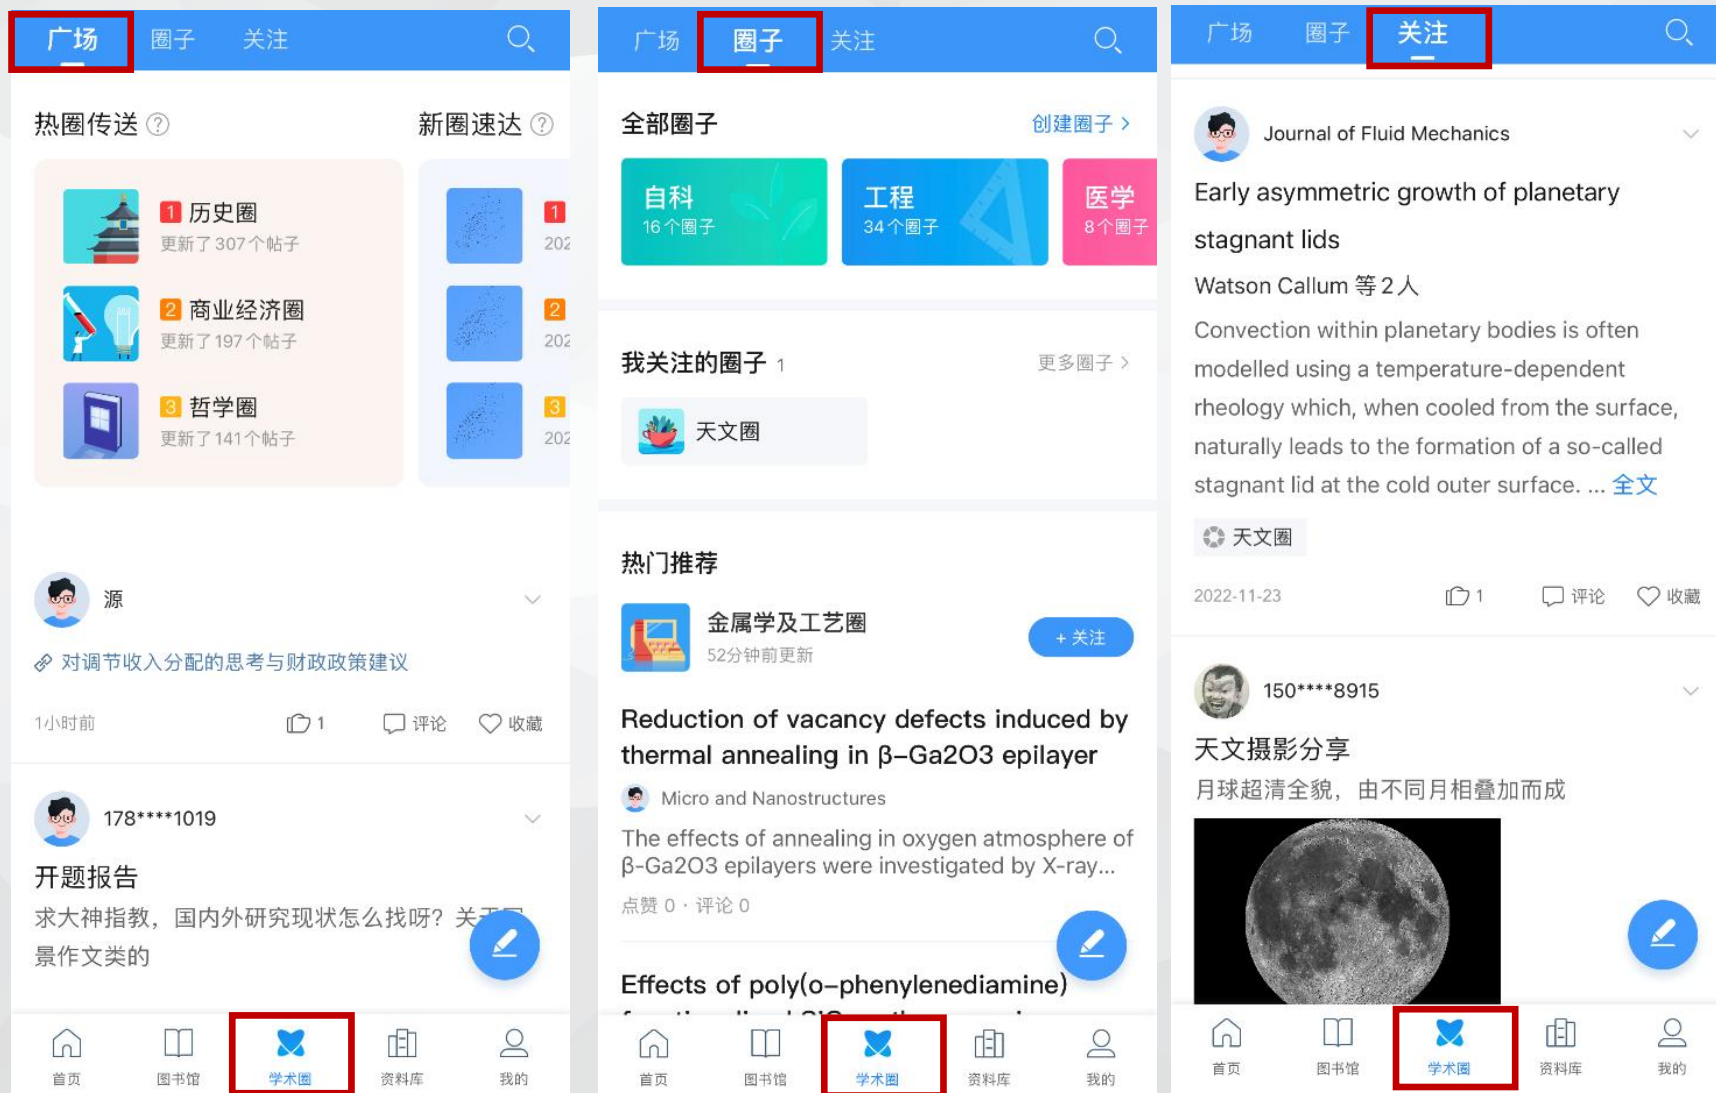 广场 圈子 关注
热圈传送 新圈速达
1 历史圈 1
更新了307个帖子 202
2 商业经济圈 2
更新了197个帖子 202
3 哲学圈 3
更新了141个帖子 202
源
对调节收入分配的思考与财政政策建议
1小时前 1 评论 收藏
178****1019
开题报告
求大神指教，国内外研究现状怎么找呀？关于
景作文类的
首页 图书馆 学术圈 资料库 我的
广场 圈子 关注
全部圈子 创建圈子 >
自科 工程 医学
16个圈子 34个圈子 8个圈子
我关注的圈子 1 更多圈子 >
天文圈
热门推荐
金属学及工艺圈
52分钟前更新 + 关注
Reduction of vacancy defects induced by
thermal annealing in β–Ga2O3 epilayer
Micro and Nanostructures
The effects of annealing in oxygen atmosphere of
β-Ga2O3 epilayers were investigated by X-ray...
点赞 0 · 评论 0
Effects of poly(o–phenylenediamine)
首页 图书馆 学术圈 资料库 我的
广场 圈子 关注
Journal of Fluid Mechanics
Early asymmetric growth of planetary
stagnant lids
Watson Callum 等2人
Convection within planetary bodies is often
modelled using a temperature-dependent
rheology which, when cooled from the surface,
naturally leads to the formation of a so-called
stagnant lid at the cold outer surface. ... 全文
天文圈
2022-11-23 1 评论 收藏
150****8915
天文摄影分享
月球超清全貌，由不同月相叠加而成
首页 图书馆 学术圈 资料库 我的